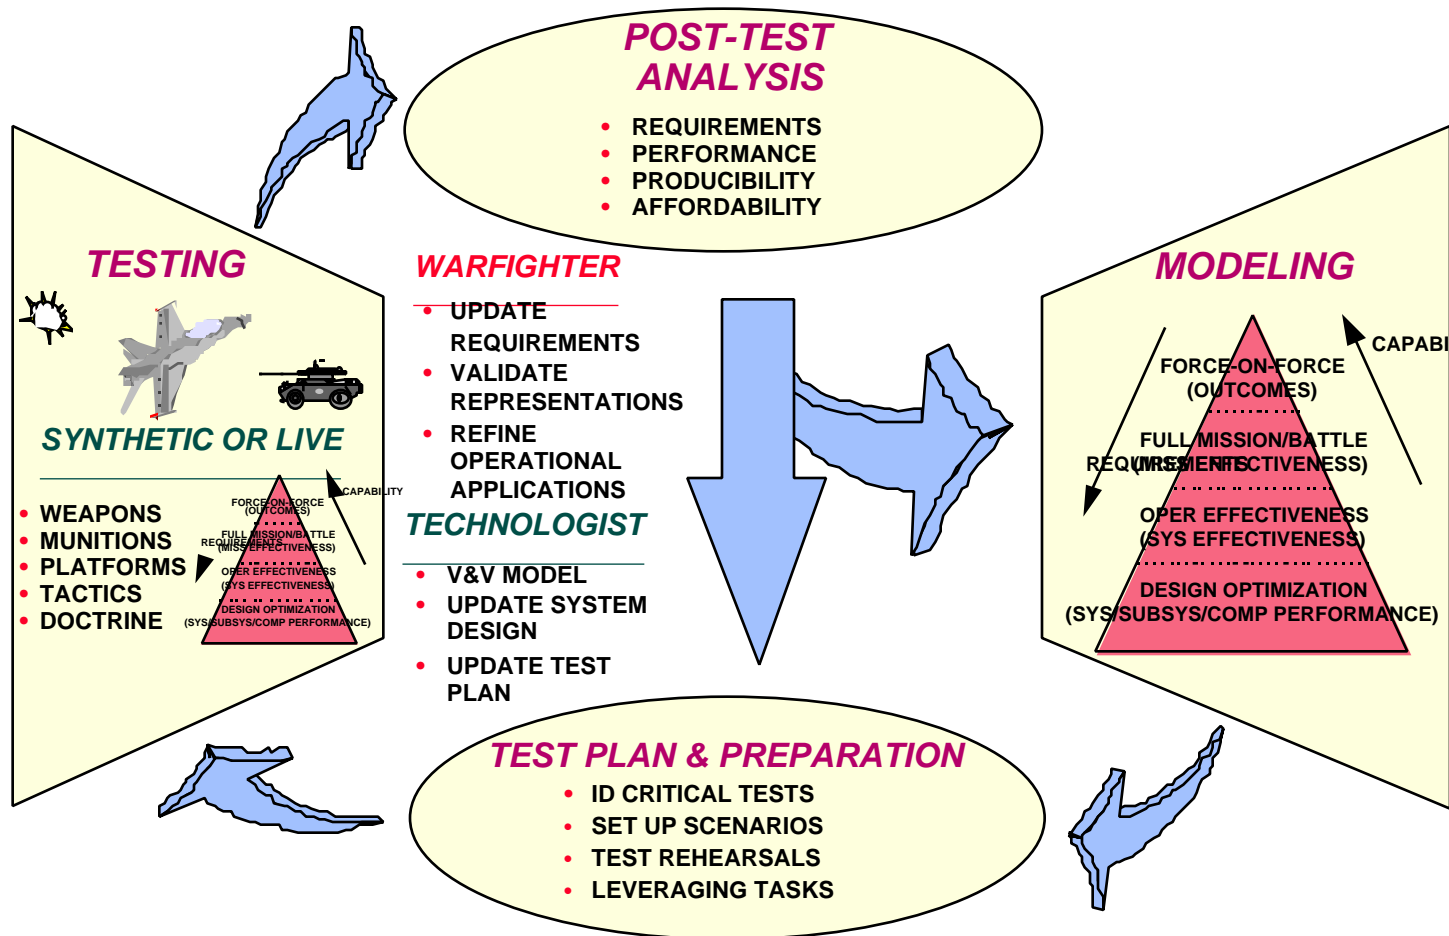 POST-TEST
ANALYSIS
• REQUIREMENTS
• PERFORMANCE
• PRODUCIBILITY
• AFFORDABILITY
TESTING
SYNTHETIC OR LIVE
• WEAPONS
• MUNITIONS
• PLATFORMS
• TACTICS
• DOCTRINE
CAPABILITY
FORCE-ON-FORCE
(OUTCOMES)
FULL MISSION/BATTLE
(MISS EFFECTIVENESS)
REQUIREMENTS
OPER EFFECTIVENESS
(SYS EFFECTIVENESS)
DESIGN OPTIMIZATION
(SYS/SUBSYS/COMP PERFORMANCE)
WARFIGHTER
• UPDATE
REQUIREMENTS
• VALIDATE
REPRESENTATIONS
• REFINE
OPERATIONAL
APPLICATIONS
TECHNOLOGIST
• V&V MODEL
• UPDATE SYSTEM
DESIGN
• UPDATE TEST
PLAN
MODELING
CAPABI
FORCE-ON-FORCE
(OUTCOMES)
FULL MISSION/BATTLE
(MISS EFFECTIVENESS)
REQUIREMENTS
OPER EFFECTIVENESS
(SYS EFFECTIVENESS)
DESIGN OPTIMIZATION
(SYS/SUBSYS/COMP PERFORMANCE)
TEST PLAN & PREPARATION
• ID CRITICAL TESTS
• SET UP SCENARIOS
• TEST REHEARSALS
• LEVERAGING TASKS